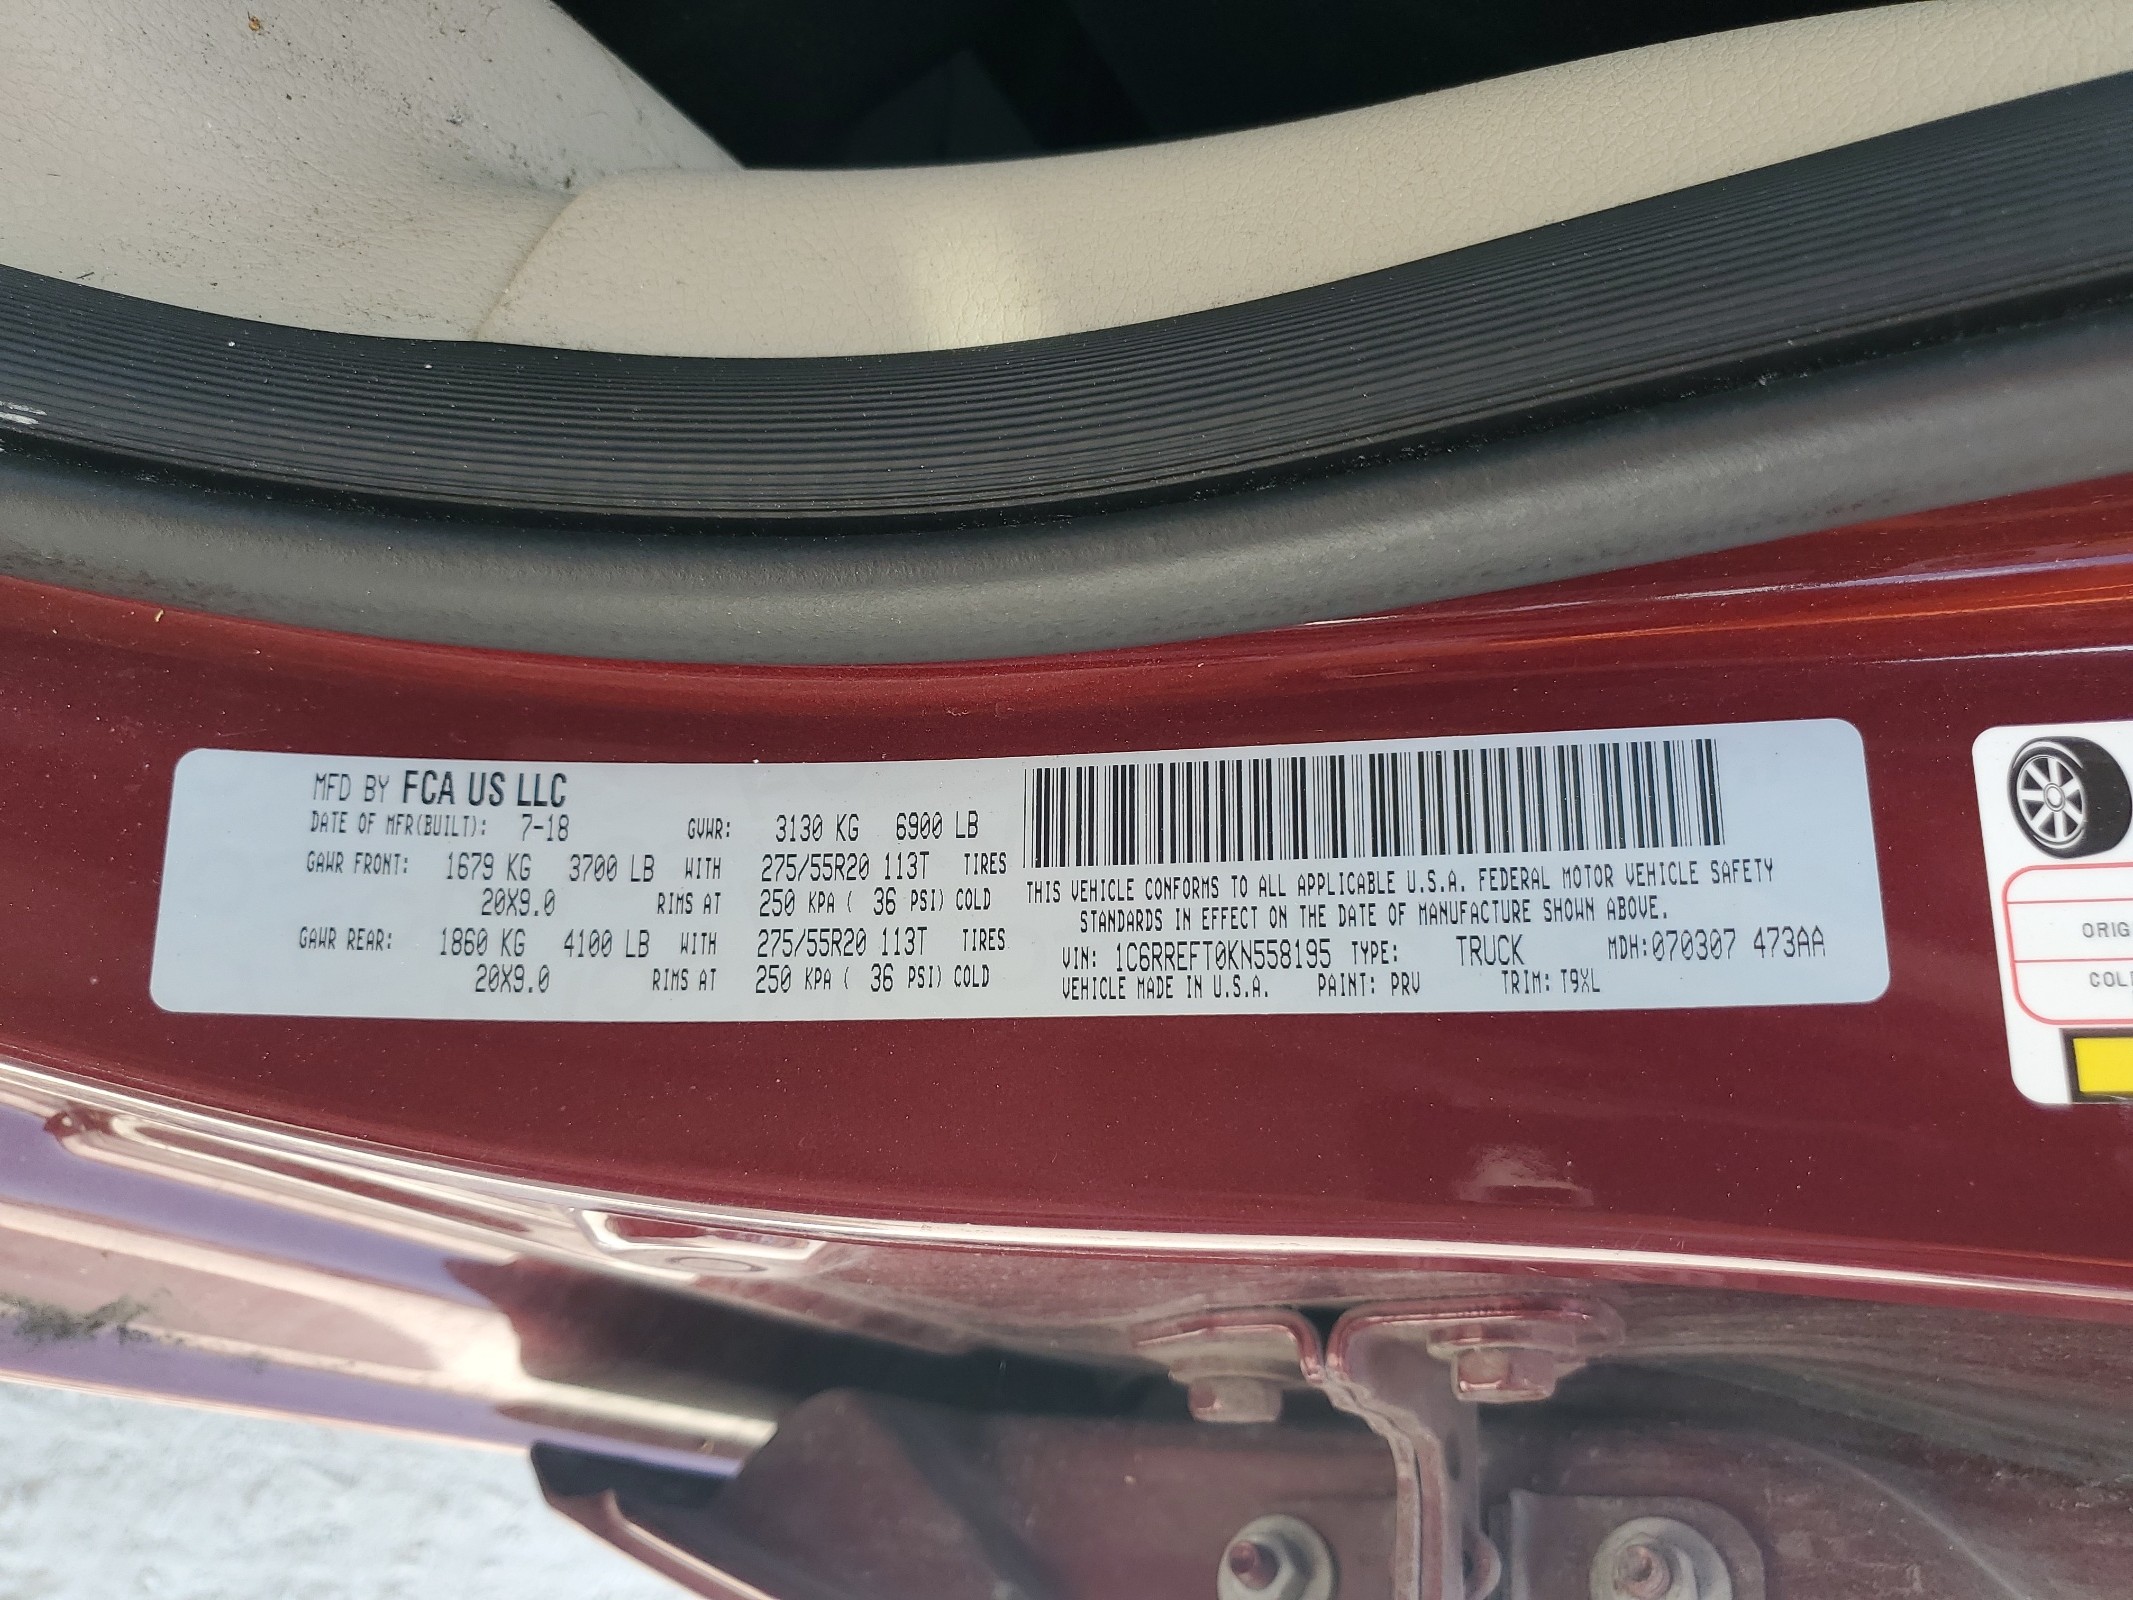 MFD BY FCA US LLC
DATE OF MFR(BUILT): 7-18 GVWR: 3130 KG 6900 LB
GAWR FRONT: 1679 KG 3700 LB WITH 275/55R20 113T TIRES
20X9.0 RIMS AT 250 KPA ( 36 PSI) COLD
GAWR REAR: 1860 KG 4100 LB WITH 275/55R20 113T TIRES
20X9.0 RIMS AT 250 KPA ( 36 PSI) COLD
THIS VEHICLE CONFORMS TO ALL APPLICABLE U.S.A. FEDERAL MOTOR VEHICLE SAFETY
STANDARDS IN EFFECT ON THE DATE OF MANUFACTURE SHOWN ABOVE.
VIN: 1C6RREFT0KN558195 TYPE: TRUCK MDH:070307 473AA
VEHICLE MADE IN U.S.A. PAINT: PRV TRIM: T9XL
ORIG
COL